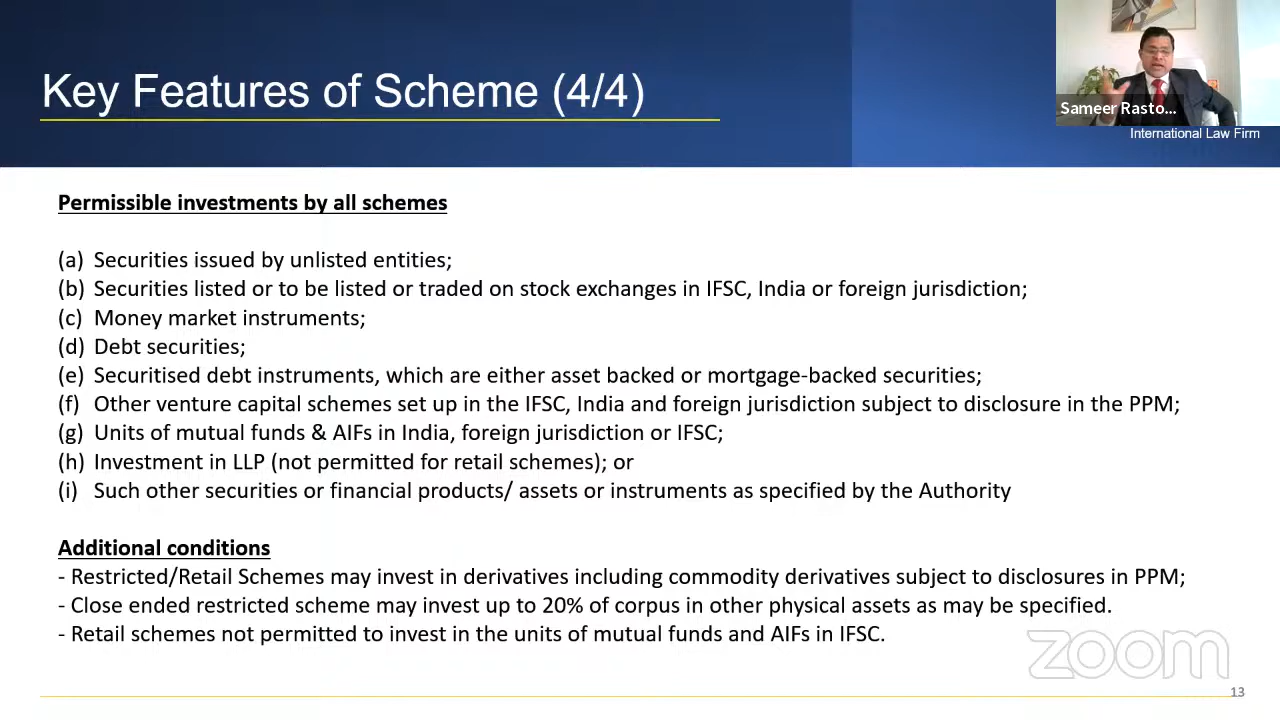 Key Features of Scheme (4/4)
Sameer Rasto...
International Law Firm
Permissible investments by all schemes
(a) Securities issued by unlisted entities;
(b) Securities listed or to be listed or traded on stock exchanges in IFSC, India or foreign jurisdiction;
(c) Money market instruments;
(d) Debt securities;
(e) Securitised debt instruments, which are either asset backed or mortgage-backed securities;
(f) Other venture capital schemes set up in the IFSC, India and foreign jurisdiction subject to disclosure in the PPM;
(g) Units of mutual funds & AIFs in India, foreign jurisdiction or IFSC;
(h) Investment in LLP (not permitted for retail schemes); or
(i) Such other securities or financial products/ assets or instruments as specified by the Authority
Additional conditions
- Restricted/Retail Schemes may invest in derivatives including commodity derivatives subject to disclosures in PPM;
- Close ended restricted scheme may invest up to 20% of corpus in other physical assets as may be specified.
- Retail schemes not permitted to invest in the units of mutual funds and AIFs in IFSC.
zoom
13